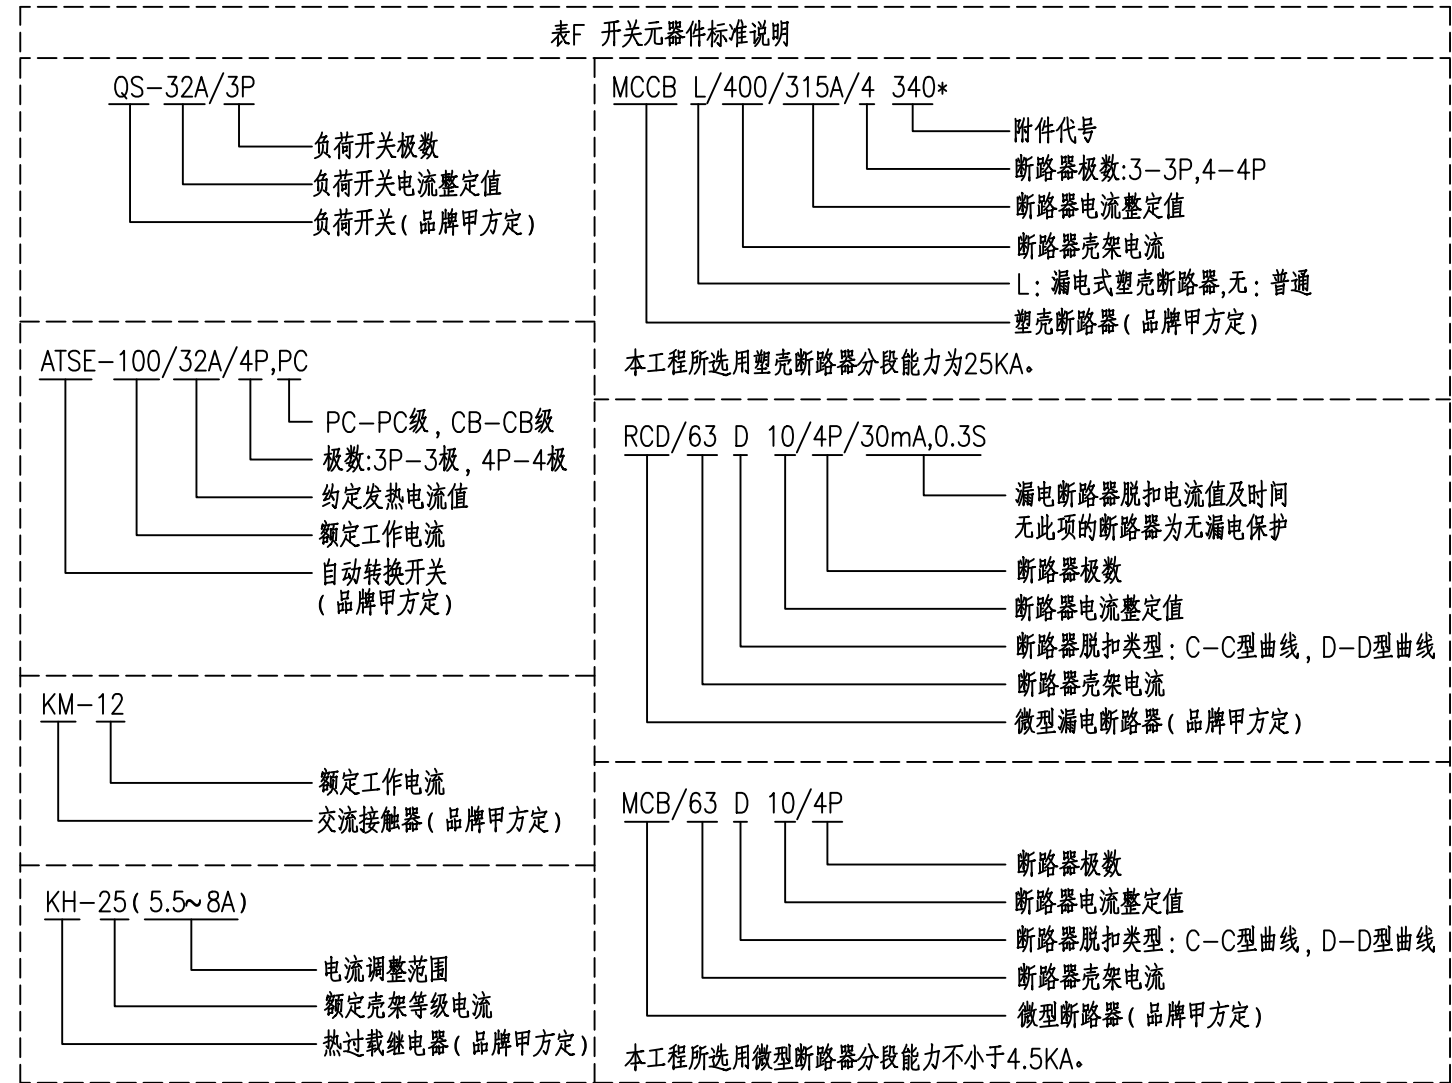 表F 开关元器件标准说明
QS-32A/3P
负荷开关极数
负荷开关电流整定值
负荷开关(品牌甲方定)
ATSE-100/32A/4P,PC
PC-PC级, CB-CB级
极数:3P-3极, 4P-4极
约定发热电流值
额定工作电流
自动转换开关
(品牌甲方定)
KM-12
额定工作电流
交流接触器(品牌甲方定)
KH-25(5.5~8A)
电流调整范围
额定壳架等级电流
热过载继电器(品牌甲方定)
MCCB L/400/315A/4 340*
附件代号
断路器极数:3-3P,4-4P
断路器电流整定值
断路器壳架电流
L: 漏电式塑壳断路器,无: 普通
塑壳断路器(品牌甲方定)
本工程所选用塑壳断路器分段能力为25KA。
RCD/63 D 10/4P/30mA,0.3S
漏电断路器脱扣电流值及时间
无此项的断路器为无漏电保护
断路器极数
断路器电流整定值
断路器脱扣类型: C-C型曲线, D-D型曲线
断路器壳架电流
微型漏电断路器(品牌甲方定)
MCB/63 D 10/4P
断路器极数
断路器电流整定值
断路器脱扣类型: C-C型曲线, D-D型曲线
断路器壳架电流
微型断路器(品牌甲方定)
本工程所选用微型断路器分段能力不小于4.5KA。